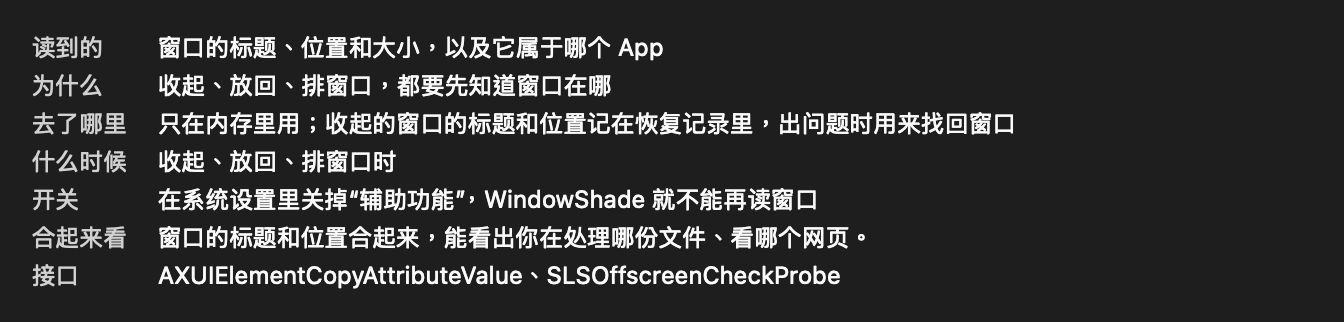 读到的 窗口的标题、位置和大小，以及它属于哪个 App
为什么 收起、放回、排窗口，都要先知道窗口在哪
去了哪里 只在内存里用；收起的窗口的标题和位置记在恢复记录里，出问题时用来找回窗口
什么时候 收起、放回、排窗口时
开关 在系统设置里关掉“辅助功能”，WindowShade 就不能再读窗口
合起来看 窗口的标题和位置合起来，能看出你在处理哪份文件、看哪个网页。
接口 AXUIElementCopyAttributeValue、SLSOffscreenCheckProbe